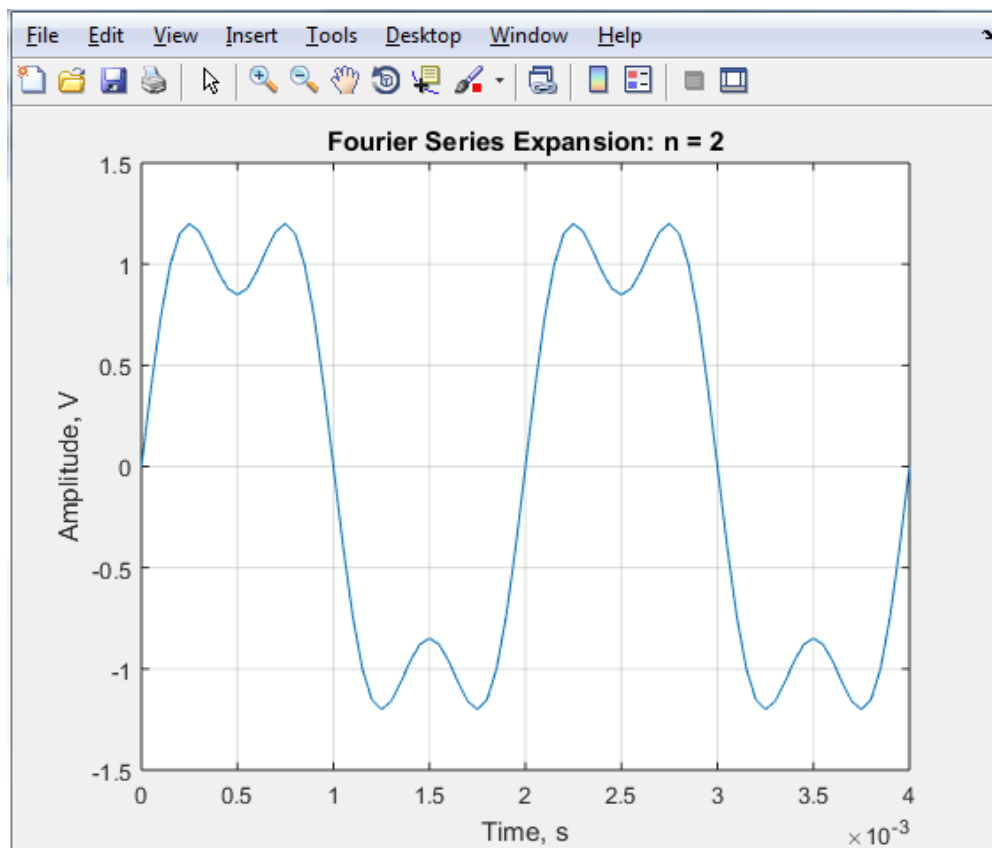 File Edit View Insert Tools Desktop Window Help
Fourier Series Expansion: n = 2
1.5
1
0.5
0
-0.5
-1
-1.5
Amplitude, V
0 0.5 1 1.5 2 2.5 3 3.5 4
Time, s
×10⁻³